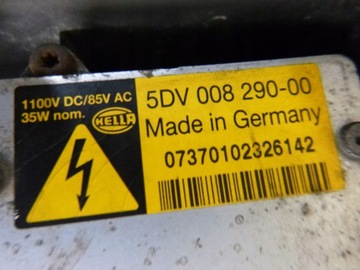 1100V DC/85V AC
35W nom.
HELLA
5DV 008 290-00
Made in Germany
07370102326142